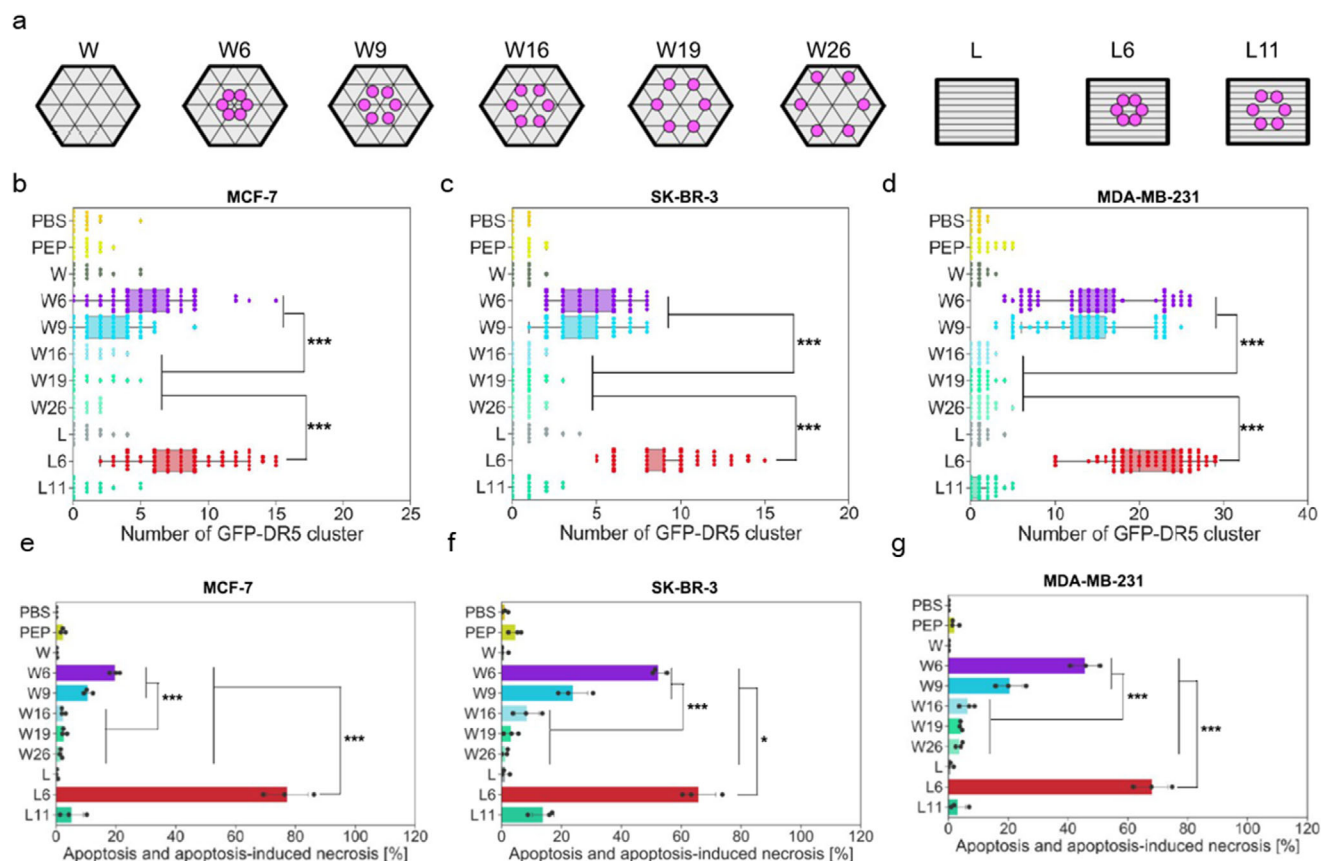 a
W W6 W9 W16 W19 W26 L L6 L11
b c d
MCF-7 SK-BR-3 MDA-MB-231
PBS PBS PBS
PEP PEP PEP
W W W
W6 W6 W6
W9 W9 W9
*** *** ***
W16 W16 W16
W19 W19 W19
W26 W26 W26
*** *** ***
L L L
L6 L6 L6
L11 L11 L11
0 5 10 15 20 25 0 5 10 15 20 0 10 20 30 40
Number of GFP-DR5 cluster Number of GFP-DR5 cluster Number of GFP-DR5 cluster
e f g
MCF-7 SK-BR-3 MDA-MB-231
PBS PBS PBS
PEP PEP PEP
W W W
W6 W6 W6
W9 W9 W9
*** *** ***
W16 W16 W16
W19 W19 W19
*** * ***
W26 W26 W26
L L L
L6 L6 L6
L11 L11 L11
0 20 40 60 80 100 120 0 20 40 60 80 100 120 0 20 40 60 80 100 120
Apoptosis and apoptosis-induced necrosis [%] Apoptosis and apoptosis-induced necrosis [%] Apoptosis and apoptosis-induced necrosis [%]